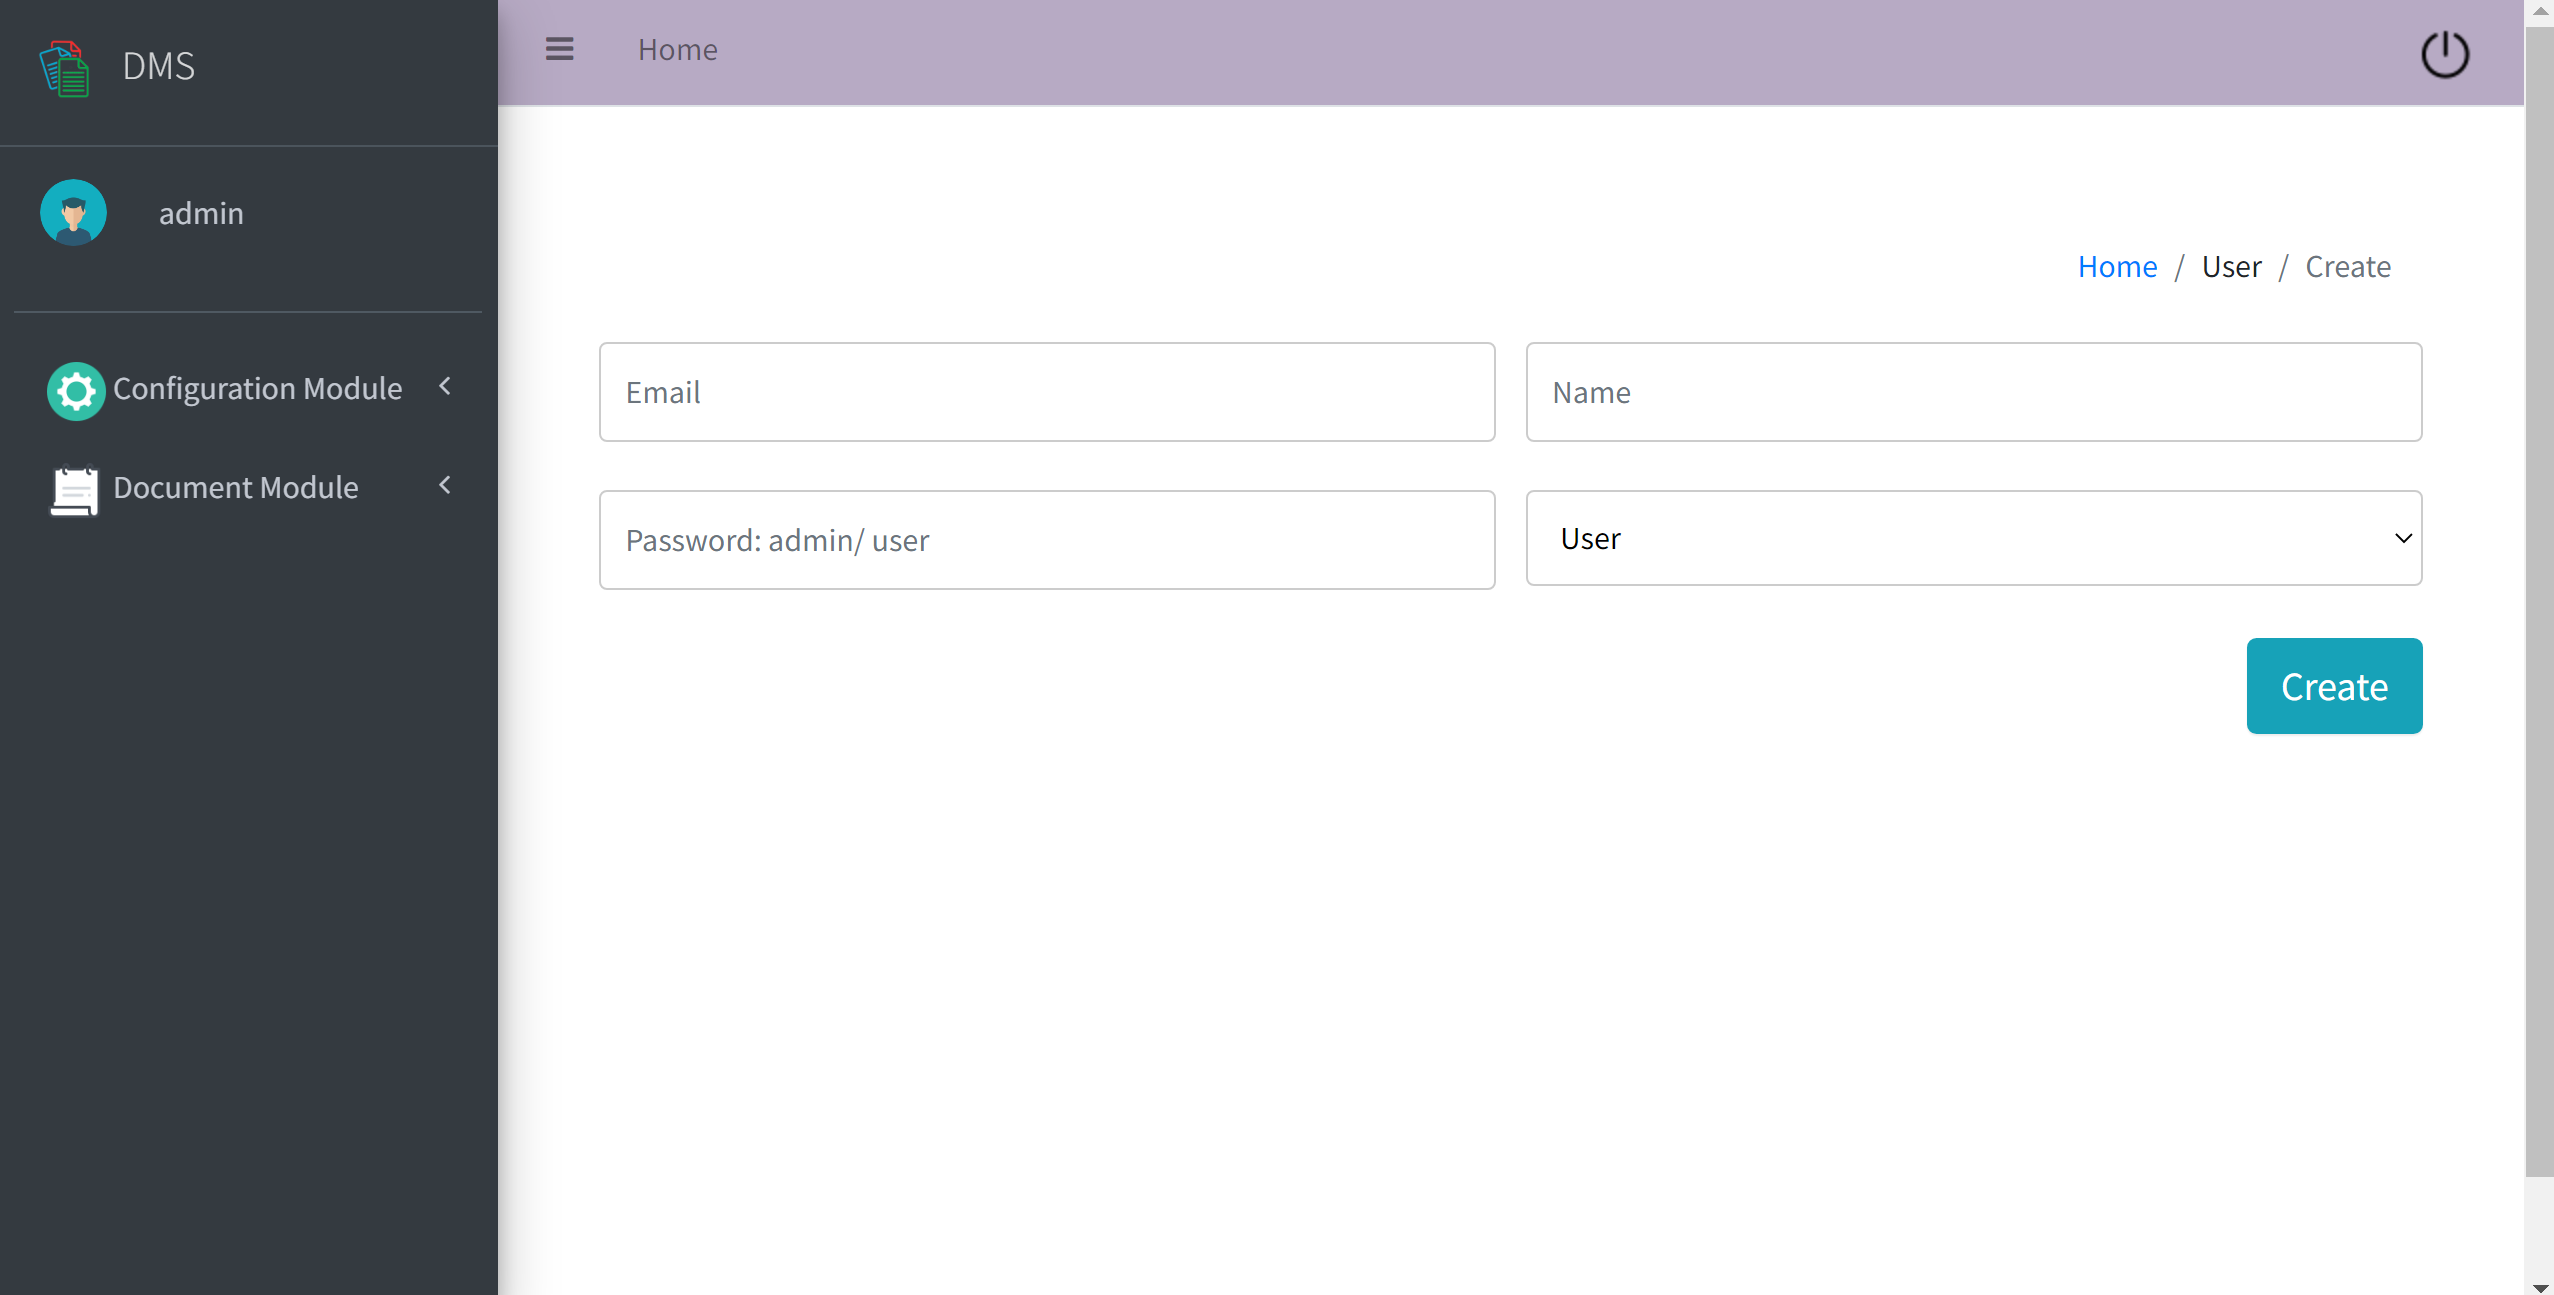 DMS
admin
Configuration Module
Document Module
Home
Home / User / Create
Email
Name
Password: admin/ user
User
Create